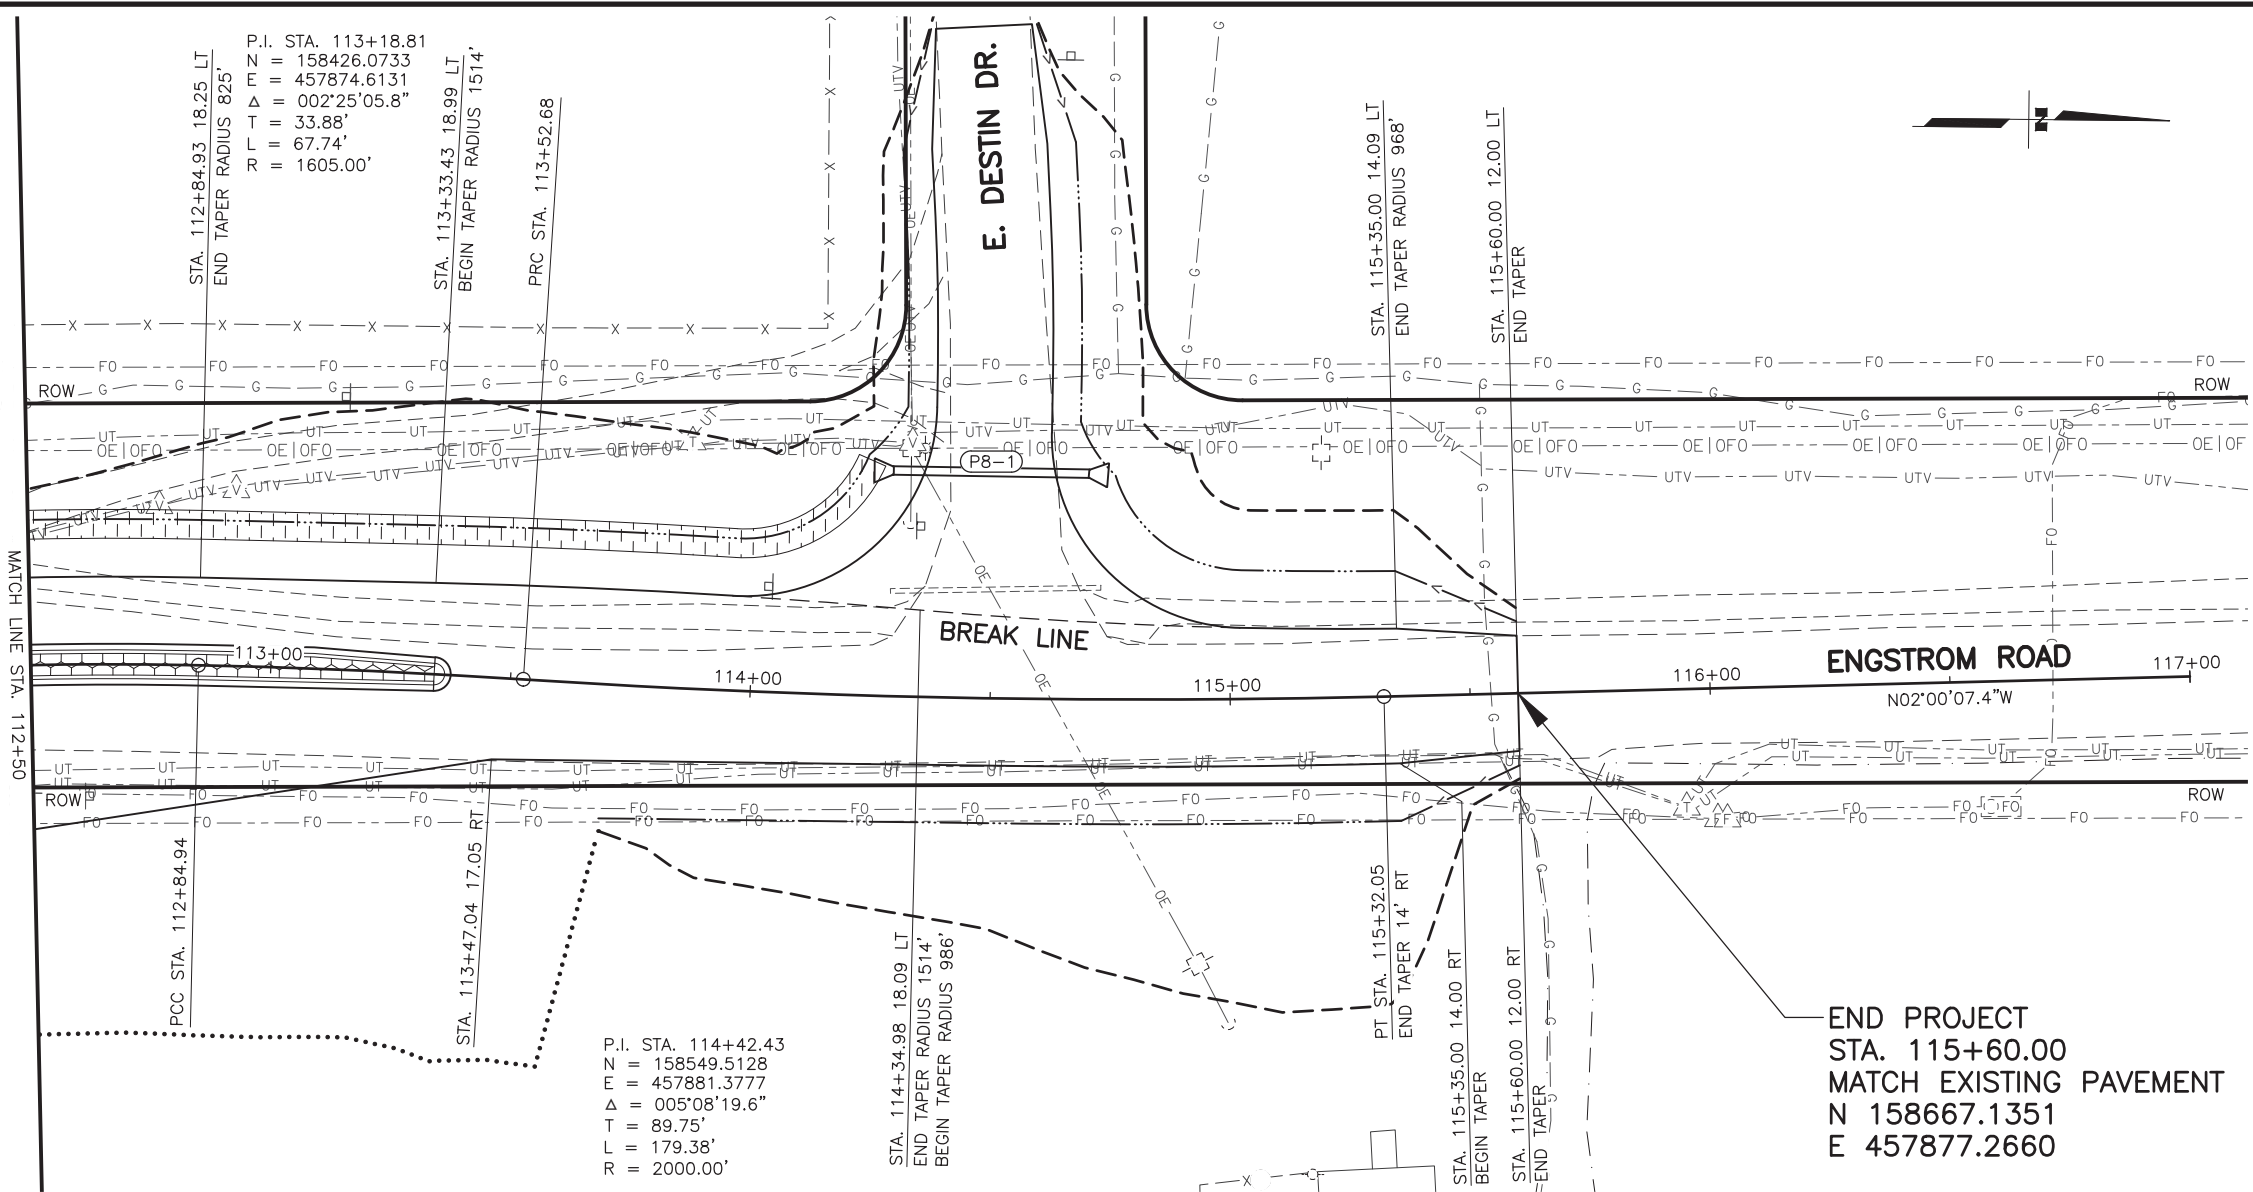 P.I. STA. 113+18.81
N = 158426.0733
E = 457874.6131
Δ = 002°25'05.8"
T = 33.88'
L = 67.74'
R = 1605.00'
STA. 112+84.93 18.25 LT
END TAPER RADIUS 825'
STA. 113+33.43 18.99 LT
BEGIN TAPER RADIUS 1514'
PRC STA. 113+52.68
E. DESTIN DR.
STA. 115+35.00 14.09 LT
END TAPER RADIUS 968'
STA. 115+60.00 12.00 LT
END TAPER
N
ROW
ROW
P8-1
MATCH LINE STA. 112+50
BREAK LINE
113+00
114+00
115+00
116+00
117+00
ENGSTROM ROAD
N02°00'07.4"W
ROW
ROW
PCC STA. 112+84.94
STA. 113+47.04 17.05 RT
P.I. STA. 114+42.43
N = 158549.5128
E = 457881.3777
Δ = 005°08'19.6"
T = 89.75'
L = 179.38'
R = 2000.00'
STA. 114+34.98 18.09 LT
END TAPER RADIUS 1514'
BEGIN TAPER RADIUS 986'
PT STA. 115+32.05
END TAPER 14' RT
STA. 115+35.00 14.00 RT
BEGIN TAPER
STA. 115+60.00 12.00 RT
END TAPER
END PROJECT
STA. 115+60.00
MATCH EXISTING PAVEMENT
N 158667.1351
E 457877.2660